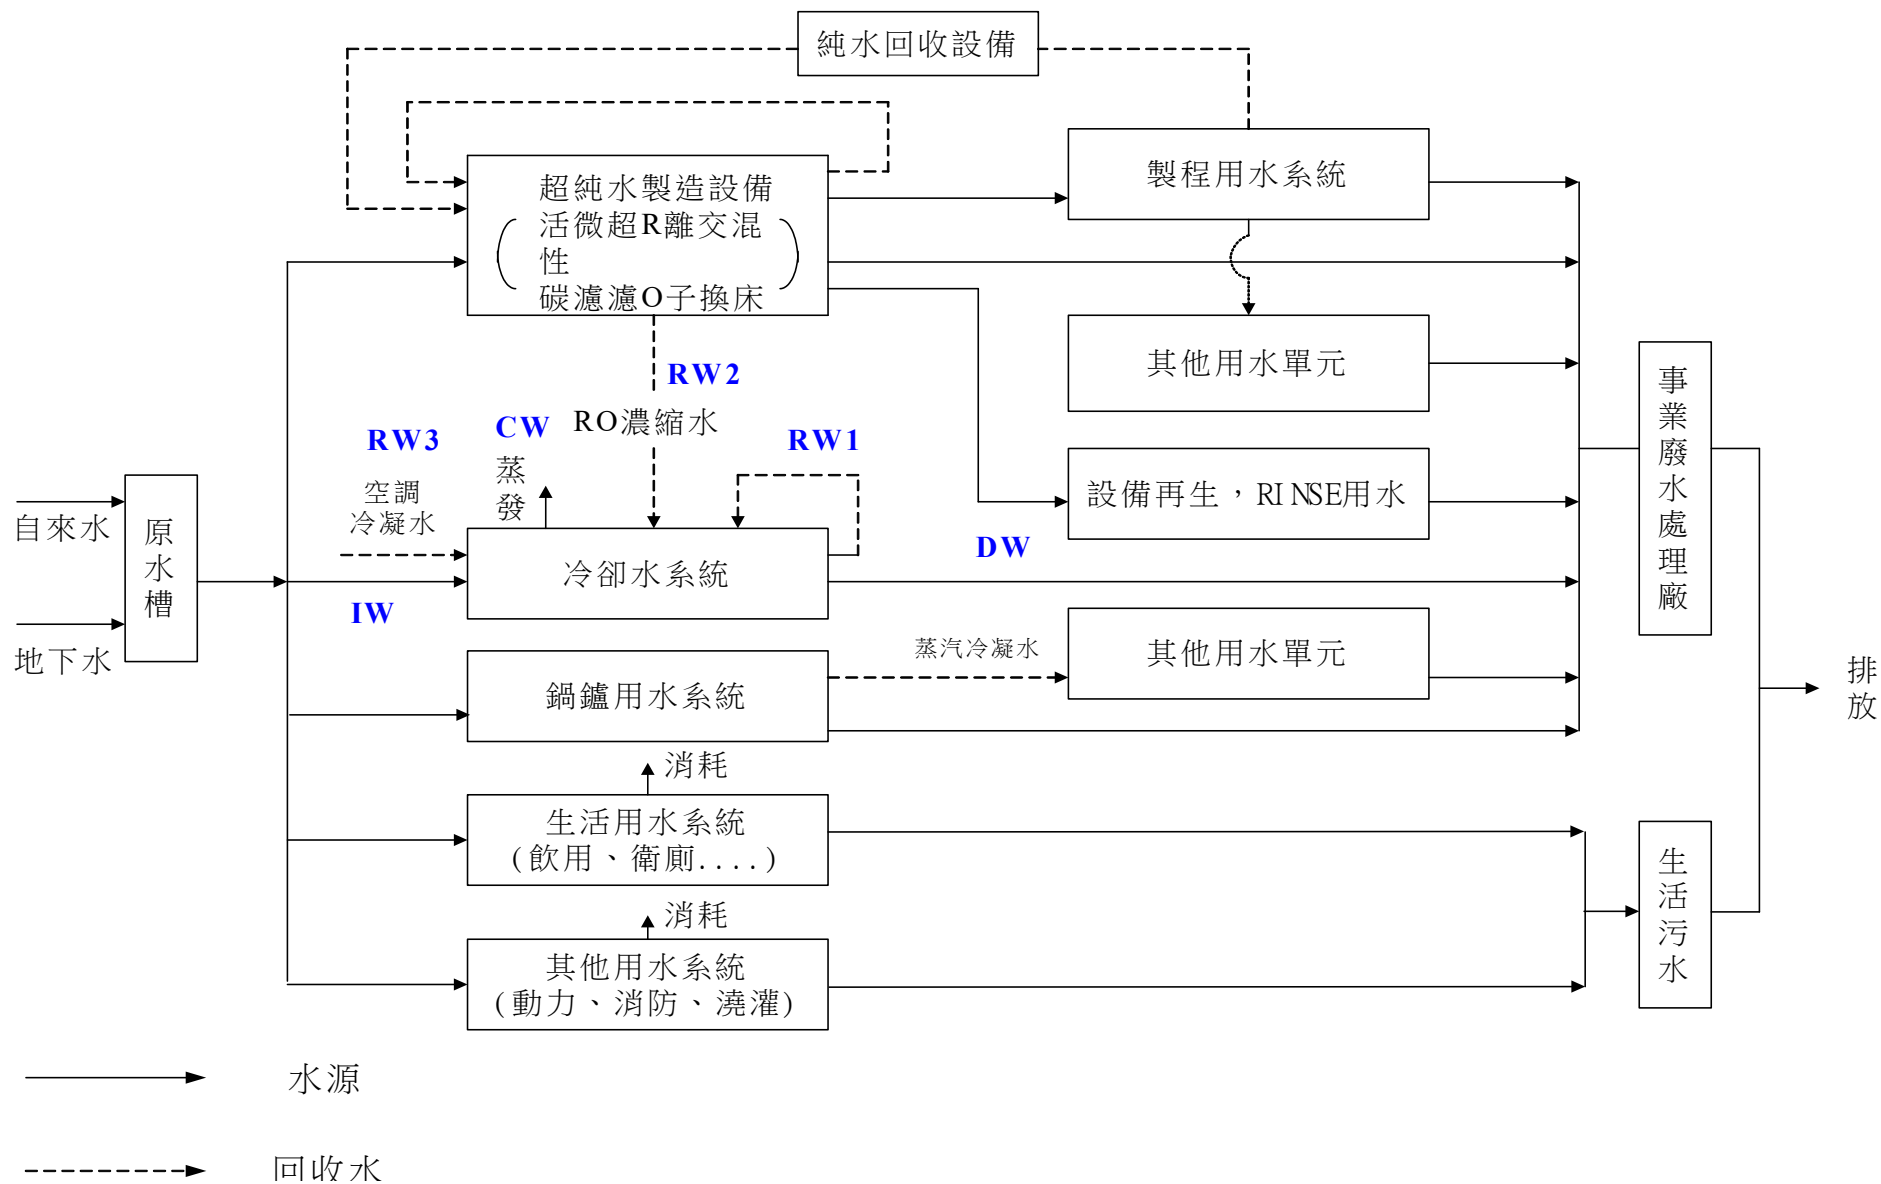 純水回收設備
超純水製造設備
活微超R離交混
性
碳濾濾O子換床
製程用水系統
其他用水單元
RW2
RO濃縮水
CW
蒸
發
RW1
RW3
空調
冷凝水
設備再生，RINSE用水
DW
冷卻水系統
IW
自來水
地下水
原水槽
蒸汽冷凝水
其他用水單元
鍋鑪用水系統
消耗
生活用水系統
(飲用、衛廁....)
消耗
其他用水系統
(動力、消防、澆灌)
事業廢水處理廠
生活污水
排放
水源
回收水